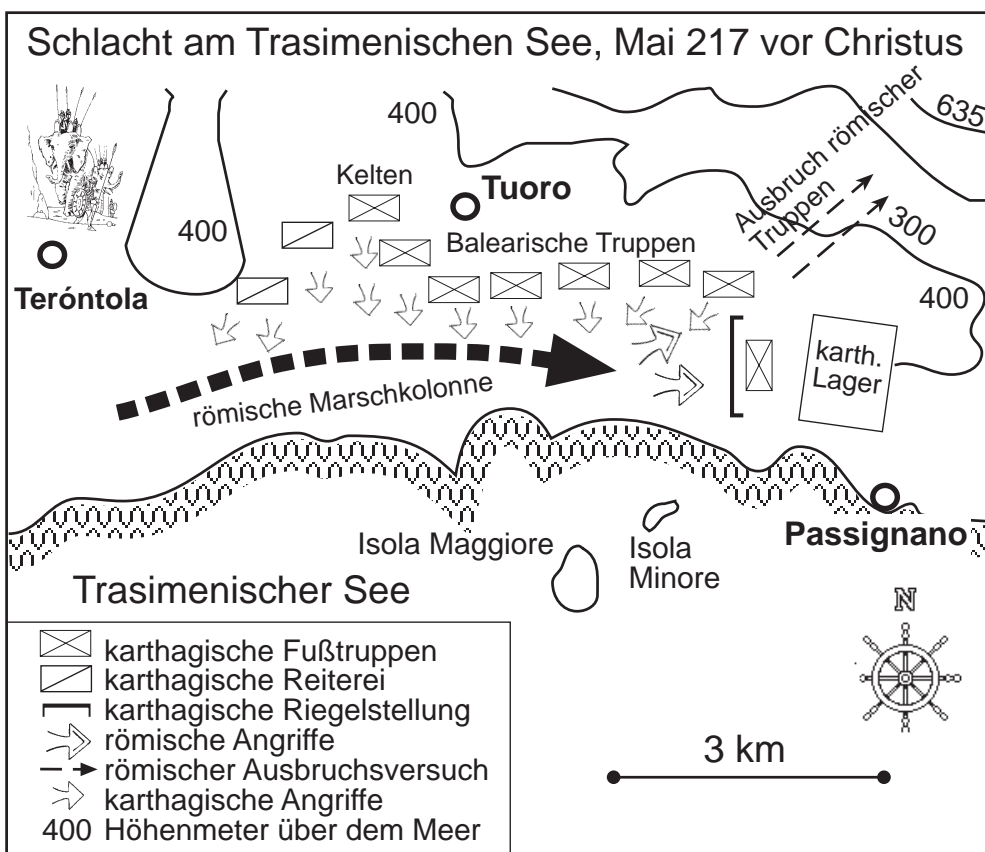 Schlacht am Trasimenischen See, Mai 217 vor Christus
400
635
Kelten
Tuoro
Ausbruch römischer
Truppen
400
Balearische Truppen
300
Teróntola
400
karth.
Lager
römische Marschkolonne
Passignano
Isola Maggiore
Isola
Minore
Trasimenischer See
N
karthagische Fußtruppen
karthagische Reiterei
karthagische Riegelstellung
römische Angriffe
römischer Ausbruchsversuch
karthagische Angriffe
400 Höhenmeter über dem Meer
3 km